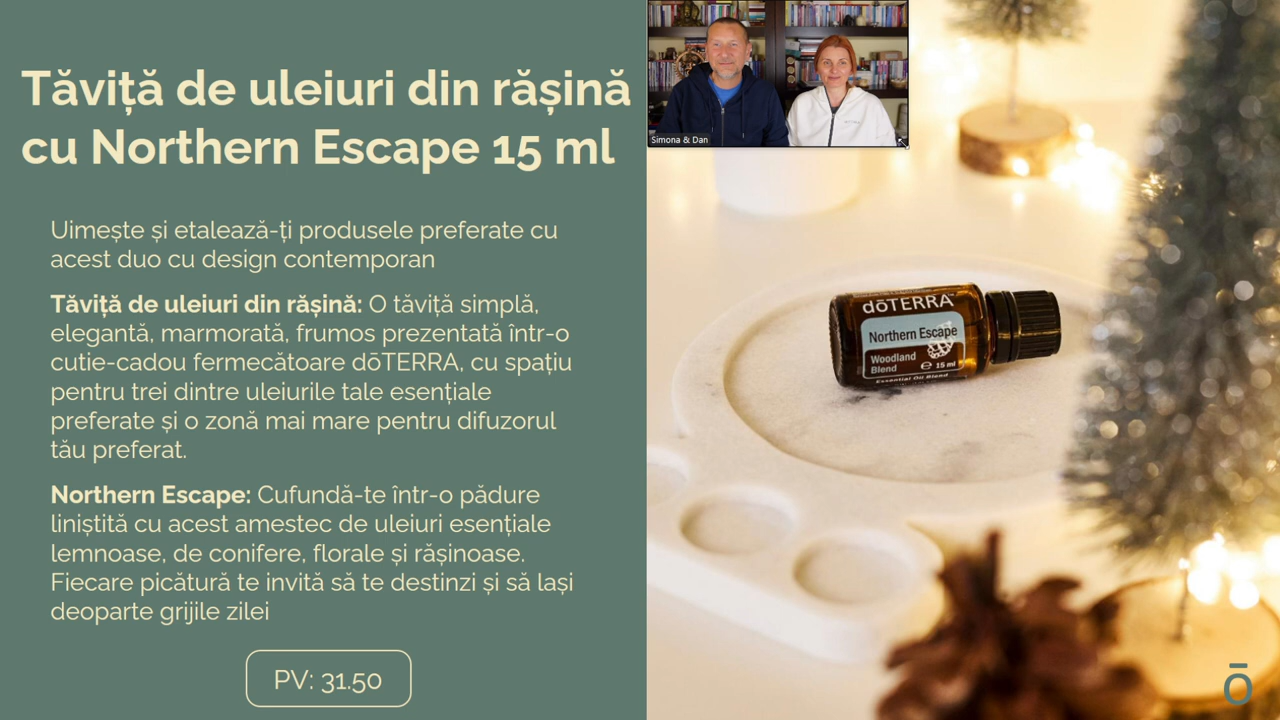 Tăviță de uleiuri din rășină
cu Northern Escape 15 ml
Uimește și etalează-ți produsele preferate cu
acest duo cu design contemporan
Tăviță de uleiuri din rășină: O tăviță simplă,
elegantă, marmorată, frumos prezentată într-o
cutie-cadou fermecătoare dōTERRA, cu spațiu
pentru trei dintre uleiurile tale esențiale
preferate și o zonă mai mare pentru difuzorul
tău preferat.
Northern Escape: Cufundă-te într-o pădure
liniștită cu acest amestec de uleiuri esențiale
lemnoase, de conifere, florale și rășinoase.
Fiecare picătură te invită să te destinzi și să lași
deoparte grijile zilei
PV: 31.50
Simona & Dan
dōTERRA
Northern Escape
Woodland
Blend
15 ml
Essential Oil Blend
ō